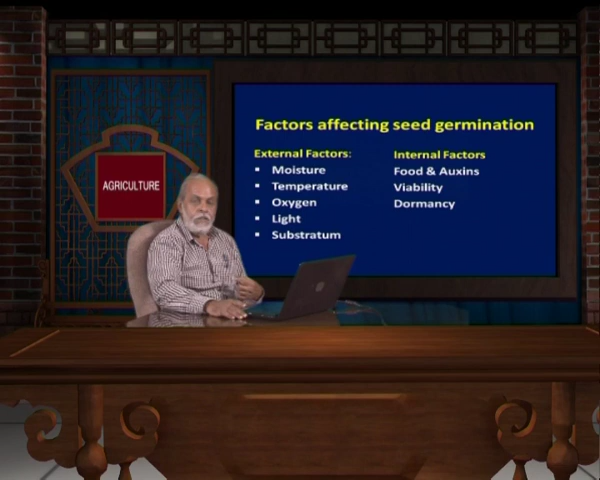 AGRICULTURE
Factors affecting seed germination
External Factors:
▪ Moisture
▪ Temperature
▪ Oxygen
▪ Light
▪ Substratum
Internal Factors
Food & Auxins
Viability
Dormancy